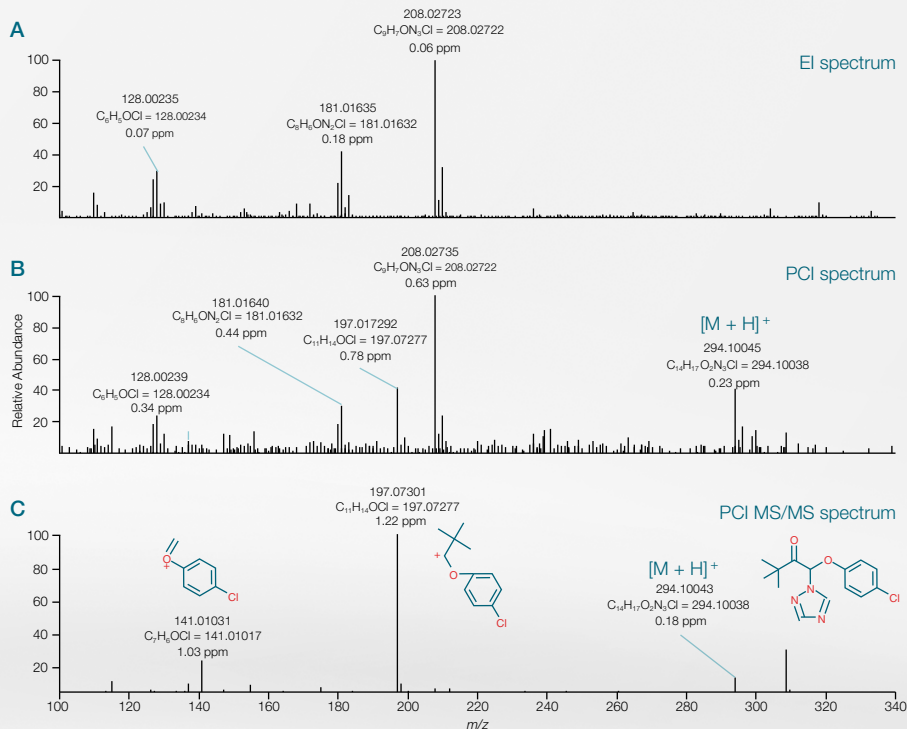 A
EI spectrum
208.02723
C₉H₇ON₃Cl = 208.02722
0.06 ppm
128.00235
C₆H₅OCl = 128.00234
0.07 ppm
181.01635
C₈H₆ON₂Cl = 181.01632
0.18 ppm
100
80
60
40
20
B
PCI spectrum
208.02735
C₉H₇ON₃Cl = 208.02722
0.63 ppm
181.01640
C₈H₆ON₂Cl = 181.01632
0.44 ppm
197.017292
C₁₁H₁₄OCl = 197.07277
0.78 ppm
[M + H]⁺
294.10045
C₁₄H₁₇O₂N₃Cl = 294.10038
0.23 ppm
128.00239
C₆H₅OCl = 128.00234
0.34 ppm
Relative Abundance
100
80
60
40
20
C
PCI MS/MS spectrum
197.07301
C₁₁H₁₄OCl = 197.07277
1.22 ppm
O
+
Cl
141.01031
C₇H₆OCl = 141.01017
1.03 ppm
+
O
Cl
[M + H]⁺
294.10043
C₁₄H₁₇O₂N₃Cl = 294.10038
0.18 ppm
O
O
N
N
N
Cl
100
80
60
40
20
100 120 140 160 180 200 220 240 260 280 300 320 340
m/z